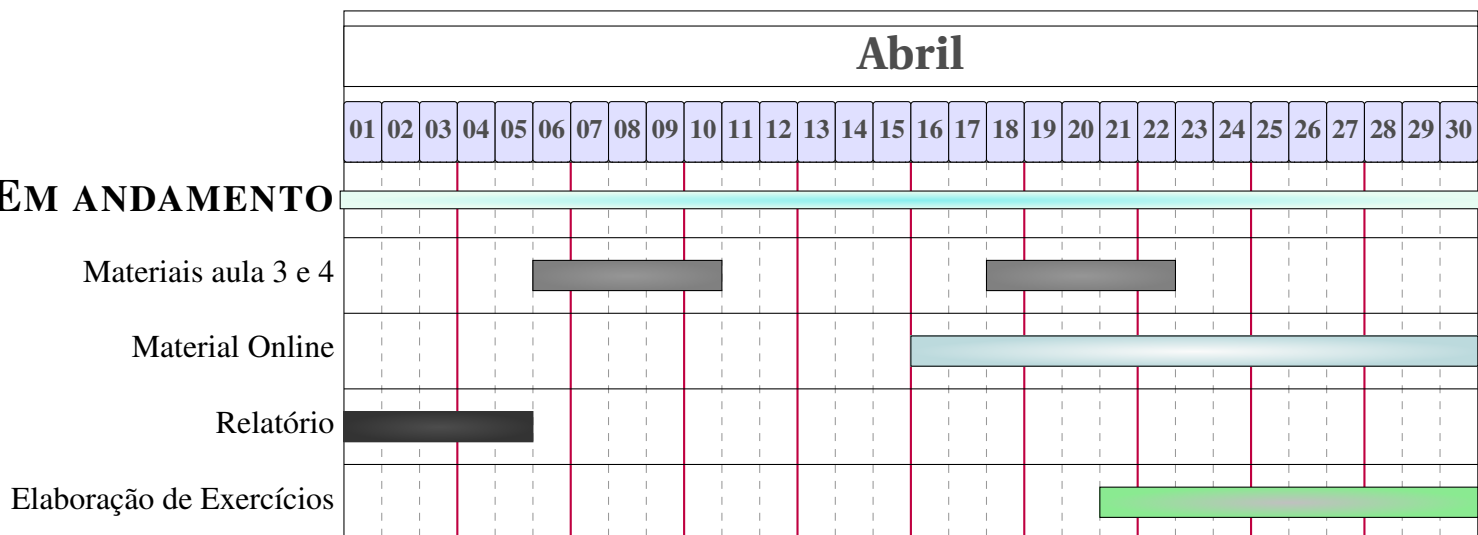 Abril
01 02 03 04 05 06 07 08 09 10 11 12 13 14 15 16 17 18 19 20 21 22 23 24 25 26 27 28 29 30
EM ANDAMENTO
Materiais aula 3 e 4
Material Online
Relatório
Elaboração de Exercícios